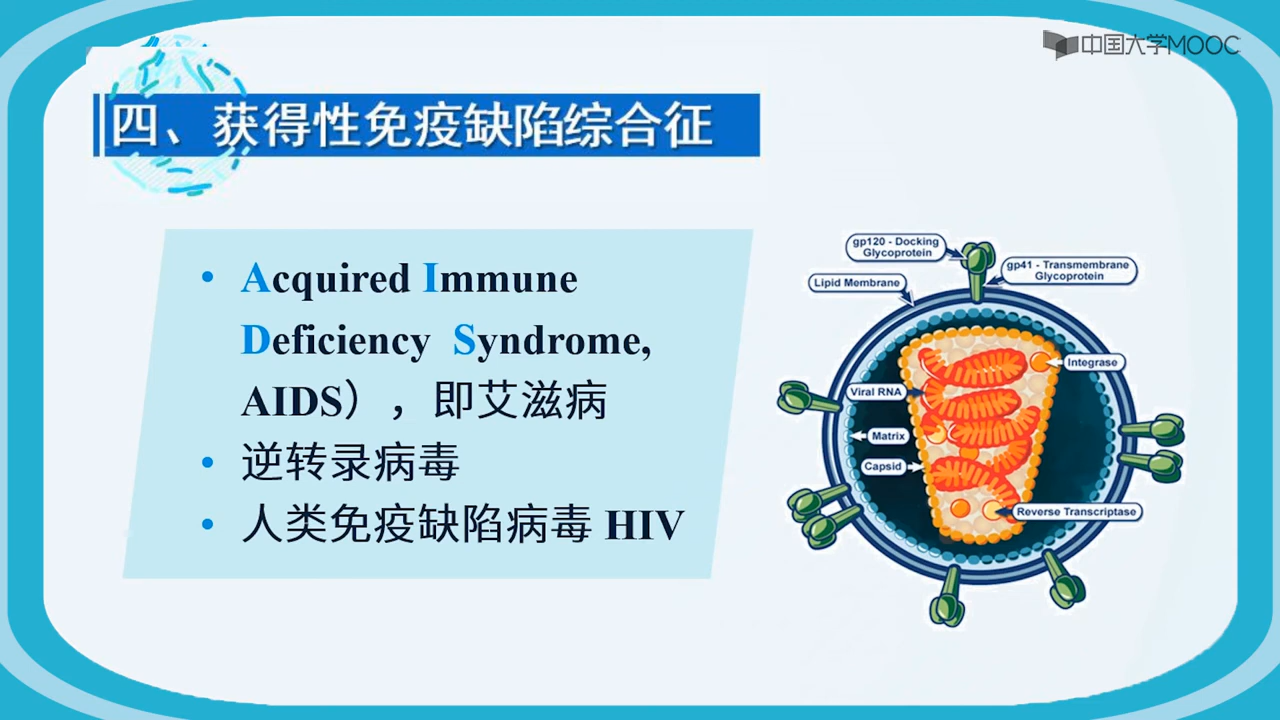 中国大学MOOC
四、获得性免疫缺陷综合征
• Acquired Immune
Deficiency Syndrome,
AIDS），即艾滋病
• 逆转录病毒
• 人类免疫缺陷病毒 HIV
gp120 - Docking
Glycoprotein
gp41 - Transmembrane
Glycoprotein
Lipid Membrane
Integrase
Viral RNA
Matrix
Capsid
Reverse Transcriptase